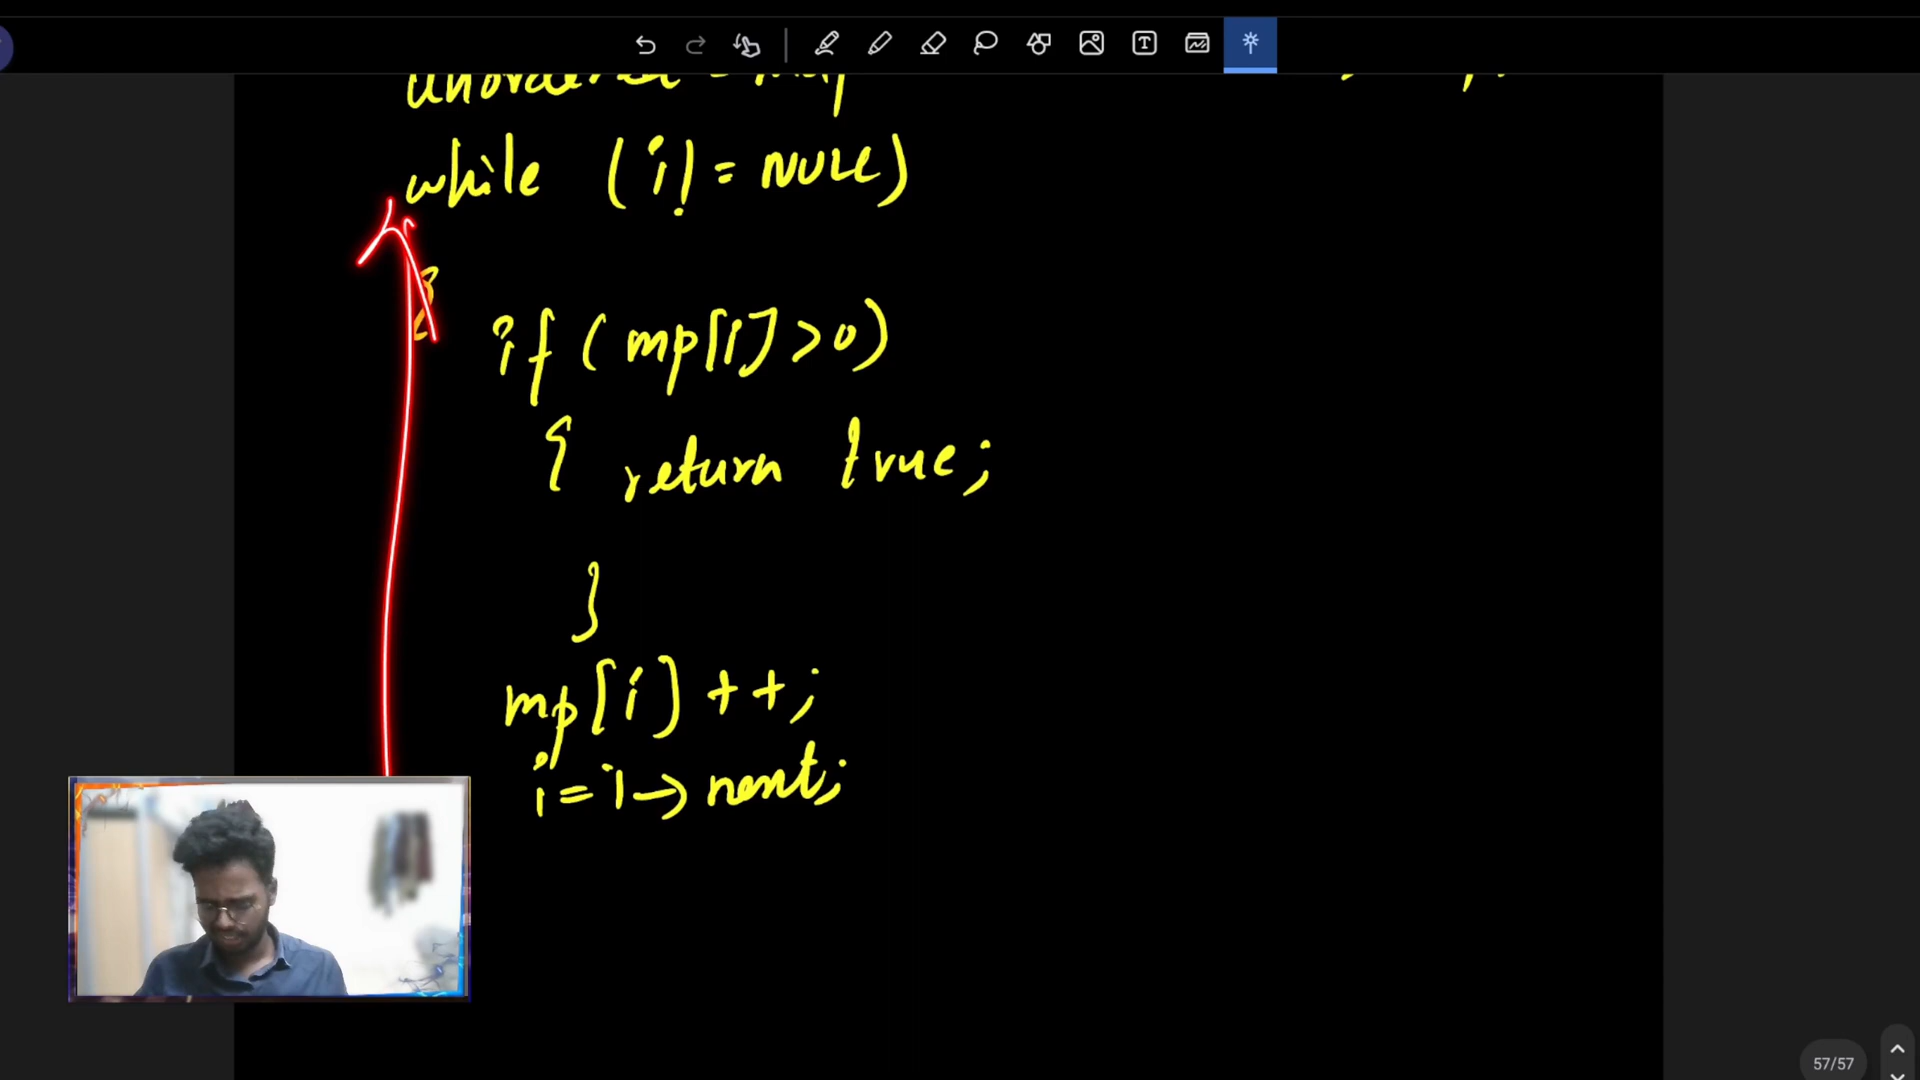 while (i != NULL)
{
if ( mp[i] > 0)
{ return true;
}
mp[i] ++;
i = i -> next;
57/57